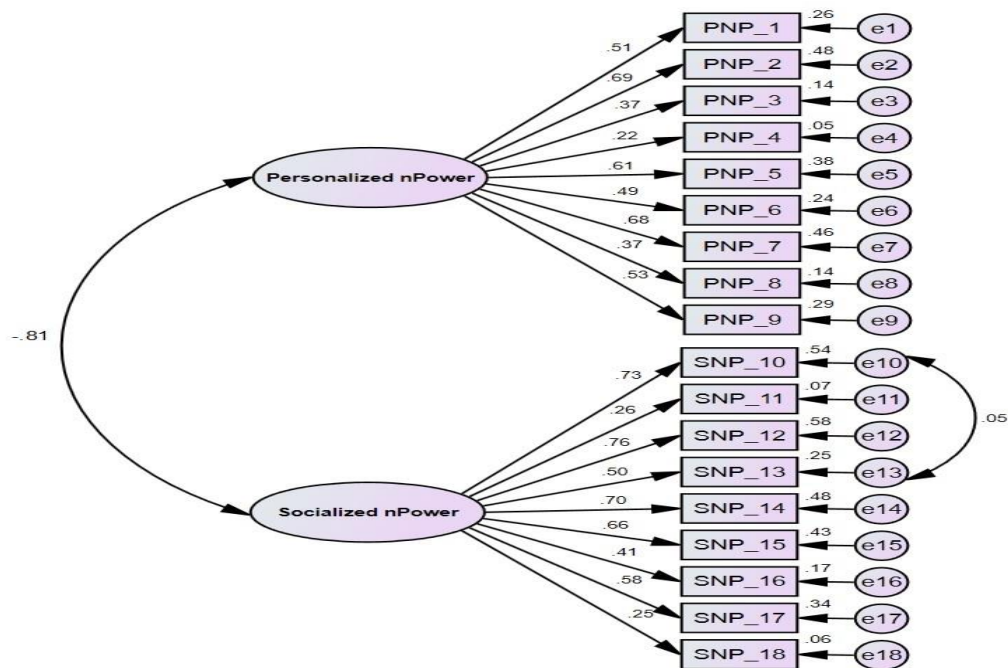 .51 PNP_1 .26 e1
.69 PNP_2 .48 e2
.37 PNP_3 .14 e3
.22 PNP_4 .05 e4
Personalized nPower .61 PNP_5 .38 e5
.49 PNP_6 .24 e6
.68 PNP_7 .46 e7
.37 PNP_8 .14 e8
.53 PNP_9 .29 e9
-.81
.73 SNP_10 .54 e10
.26 SNP_11 .07 e11
.76 SNP_12 .58 e12
.05
.50 SNP_13 .25 e13
Socialized nPower .70 SNP_14 .48 e14
.66 SNP_15 .43 e15
.41 SNP_16 .17 e16
.58 SNP_17 .34 e17
.25 SNP_18 .06 e18